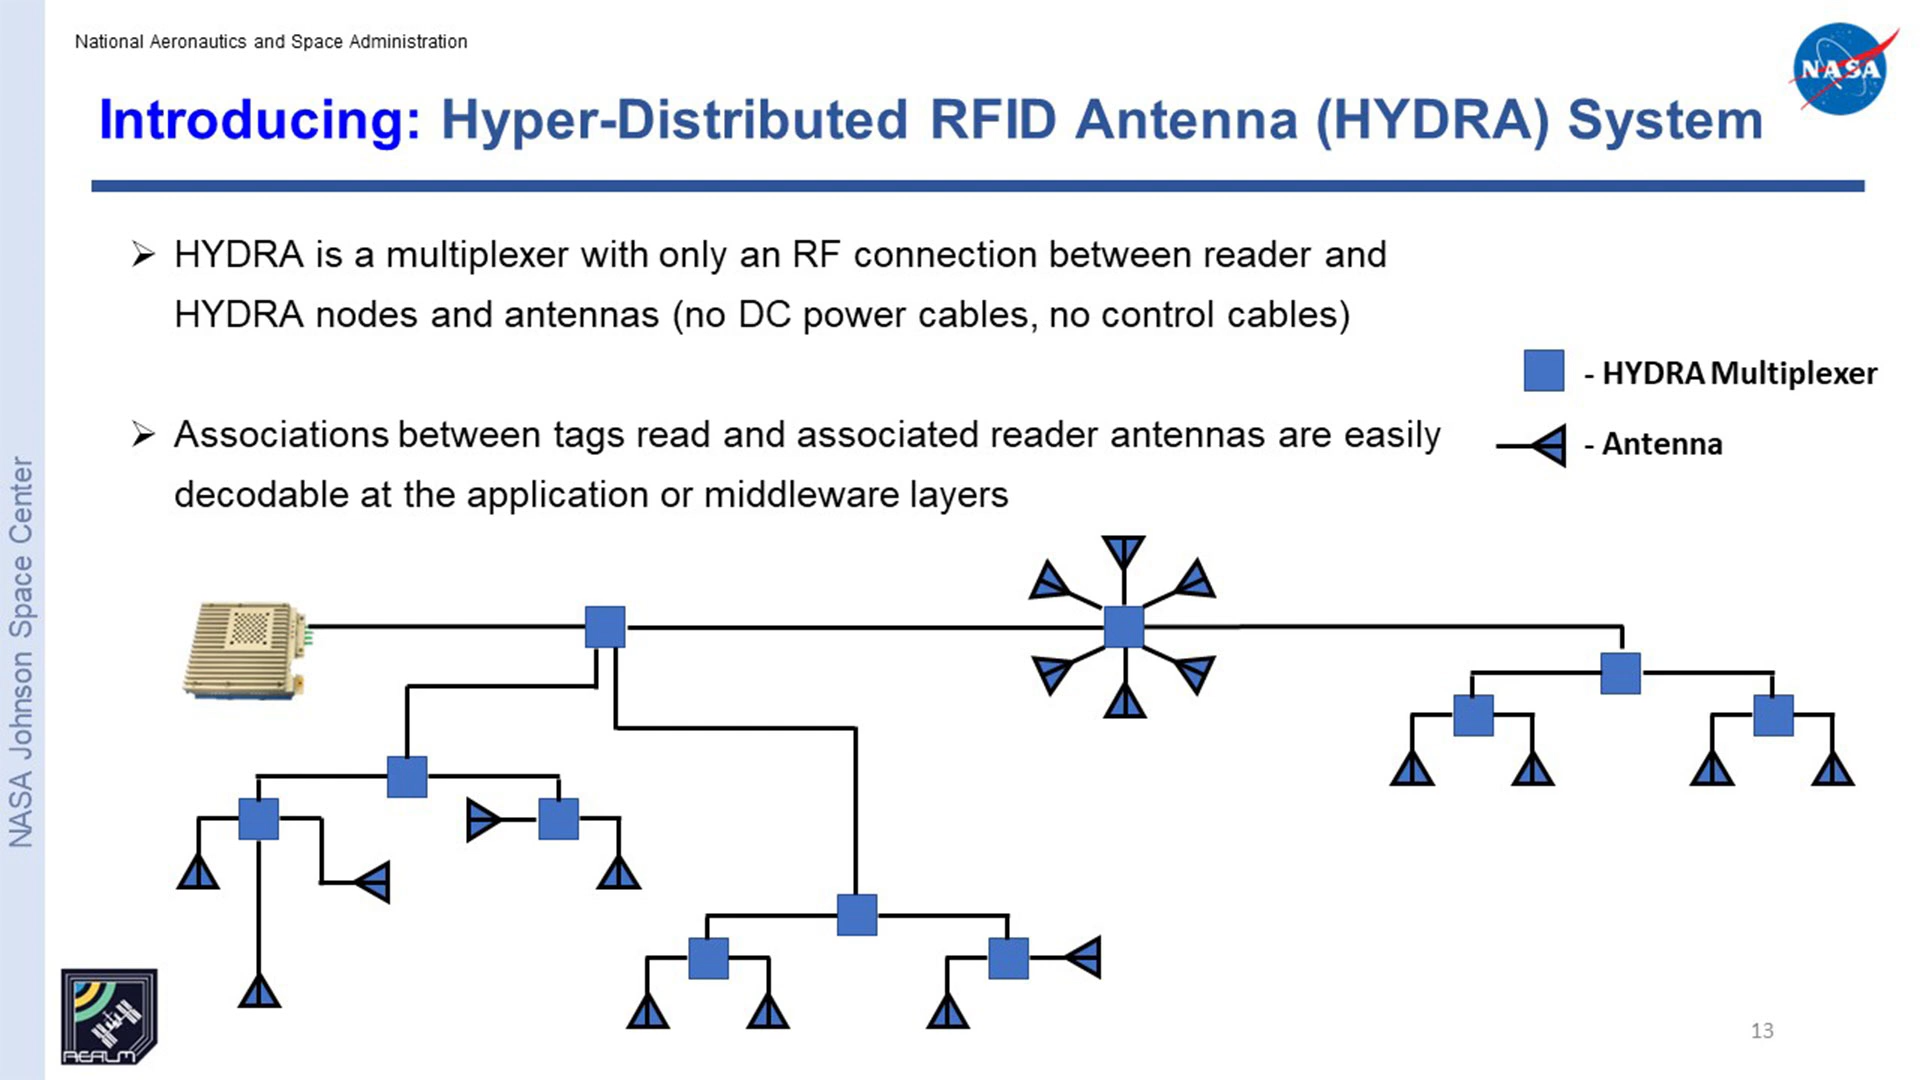 National Aeronautics and Space Administration
NASA
Introducing: Hyper-Distributed RFID Antenna (HYDRA) System
HYDRA is a multiplexer with only an RF connection between reader and
HYDRA nodes and antennas (no DC power cables, no control cables)
- HYDRA Multiplexer
Associations between tags read and associated reader antennas are easily
decodable at the application or middleware layers
- Antenna
NASA Johnson Space Center
REALM
13